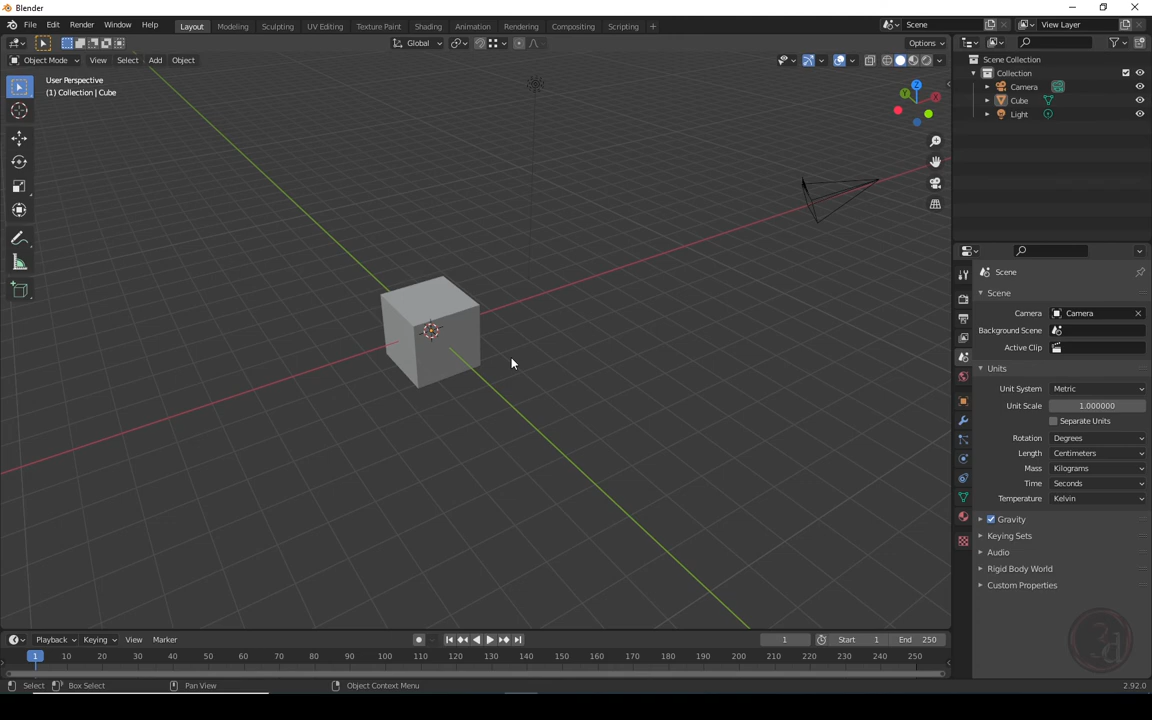 Blender
File Edit Render Window Help Layout Modeling Sculpting UV Editing Texture Paint Shading Animation Rendering Compositing Scripting + Scene View Layer
Global Options
Object Mode View Select Add Object
User Perspective
(1) Collection | Cube
Z
Y
X
Scene Collection
Collection
Camera
Cube
Light
Scene
Scene
Camera Camera
Background Scene
Active Clip
Units
Unit System Metric
Unit Scale 1.000000
Separate Units
Rotation Degrees
Length Centimeters
Mass Kilograms
Time Seconds
Temperature Kelvin
Gravity
Keying Sets
Audio
Rigid Body World
Custom Properties
3d
Playback Keying View Marker 1 Start 1 End 250
1 10 20 30 40 50 60 70 80 90 100 110 120 130 140 150 160 170 180 190 200 210 220 230 240 250
Select Box Select Pan View Object Context Menu 2.92.0